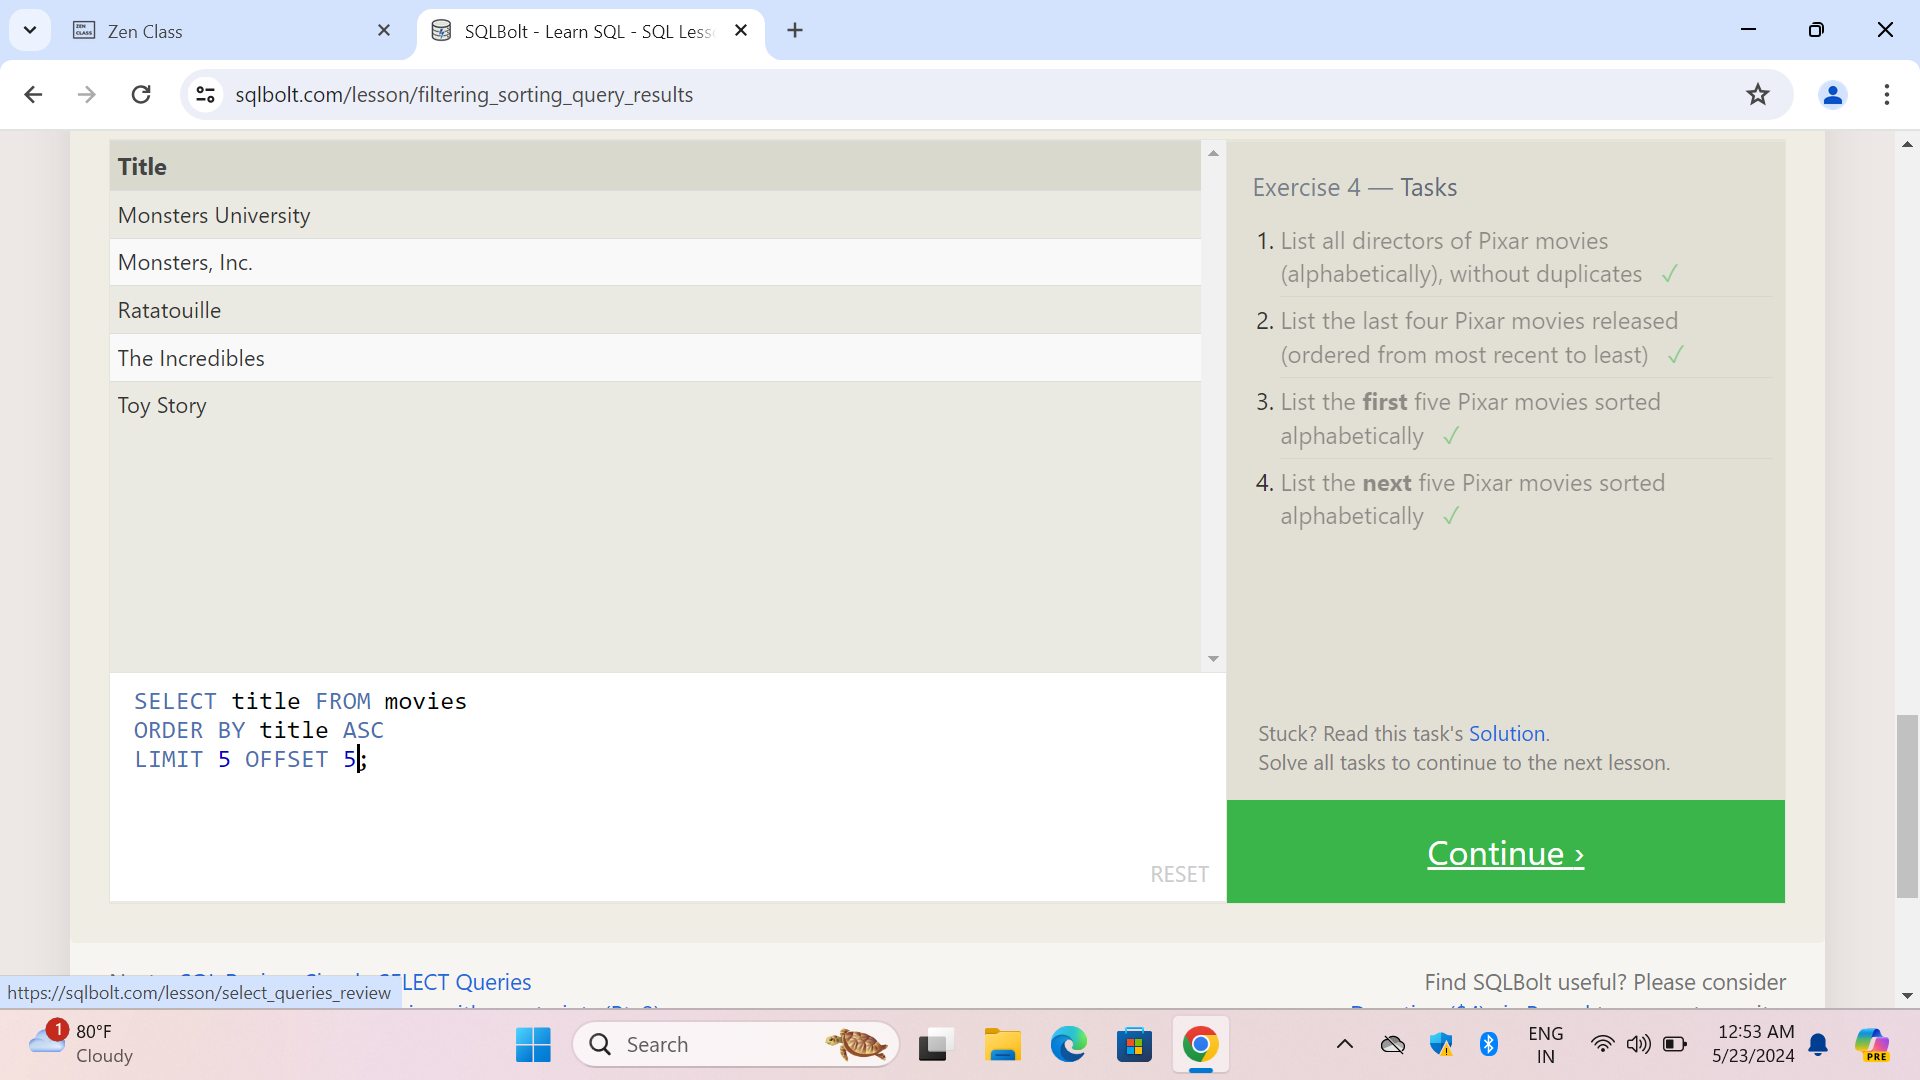 Zen Class
SQLBolt - Learn SQL - SQL Less
sqlbolt.com/lesson/filtering_sorting_query_results
Title
Monsters University
Monsters, Inc.
Ratatouille
The Incredibles
Toy Story
Exercise 4 — Tasks
1. List all directors of Pixar movies
(alphabetically), without duplicates ✓
2. List the last four Pixar movies released
(ordered from most recent to least) ✓
3. List the first five Pixar movies sorted
alphabetically ✓
4. List the next five Pixar movies sorted
alphabetically ✓
SELECT title FROM movies
ORDER BY title ASC
LIMIT 5 OFFSET 5;
RESET
Stuck? Read this task's Solution.
Solve all tasks to continue to the next lesson.
Continue ›
SELECT Queries
Find SQLBolt useful? Please consider
https://sqlbolt.com/lesson/select_queries_review
1
80°F
Cloudy
Search
ENG
IN
12:53 AM
5/23/2024
PRE